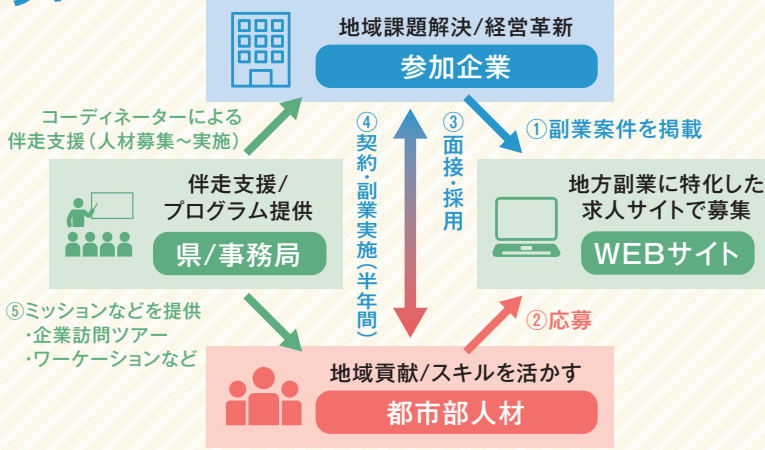 地域課題解決/経営革新
参加企業
コーディネーターによる
伴走支援（人材募集～実施）
④契約・副業実施（半年間）
③面接・採用
①副業案件を掲載
伴走支援/
プログラム提供
県/事務局
地方副業に特化した
求人サイトで募集
WEBサイト
⑤ミッションなどを提供
・企業訪問ツアー
・ワーケーションなど
②応募
地域貢献/スキルを活かす
都市部人材